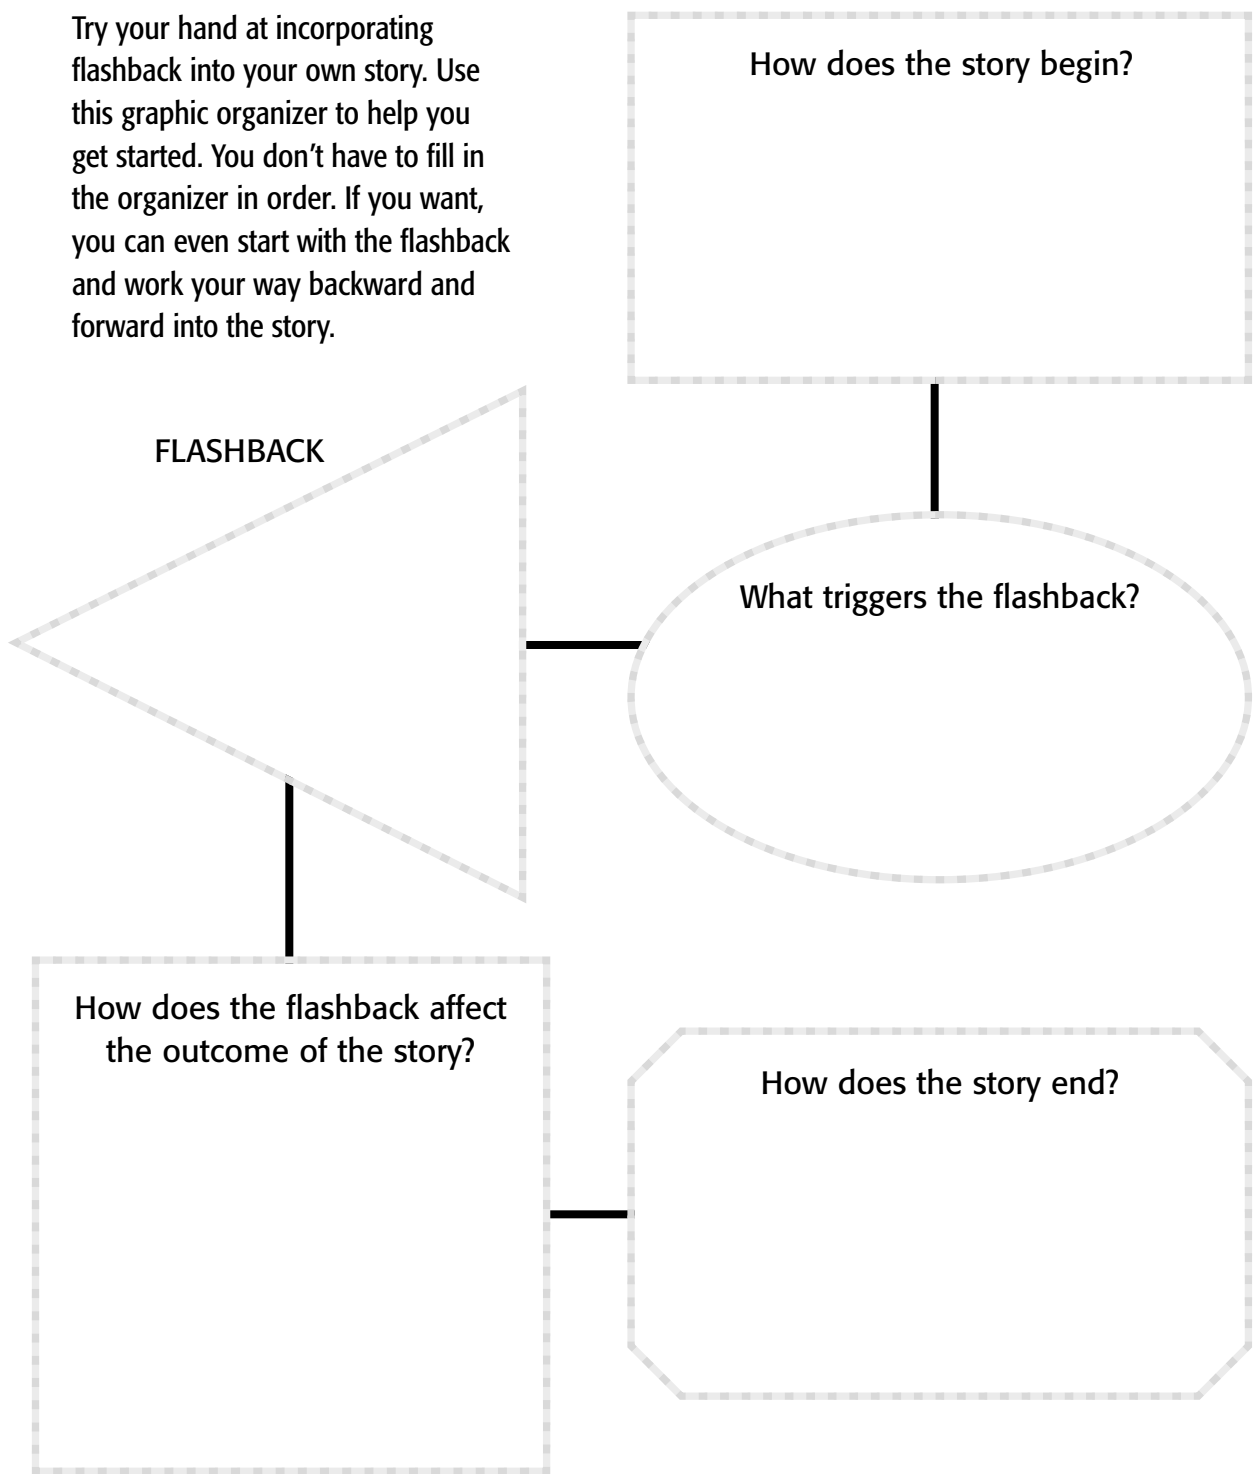 Try your hand at incorporating
flashback into your own story. Use
this graphic organizer to help you
get started. You don’t have to fill in
the organizer in order. If you want,
you can even start with the flashback
and work your way backward and
forward into the story.
How does the story begin?
What triggers the flashback?
FLASHBACK
How does the flashback affect
the outcome of the story?
How does the story end?